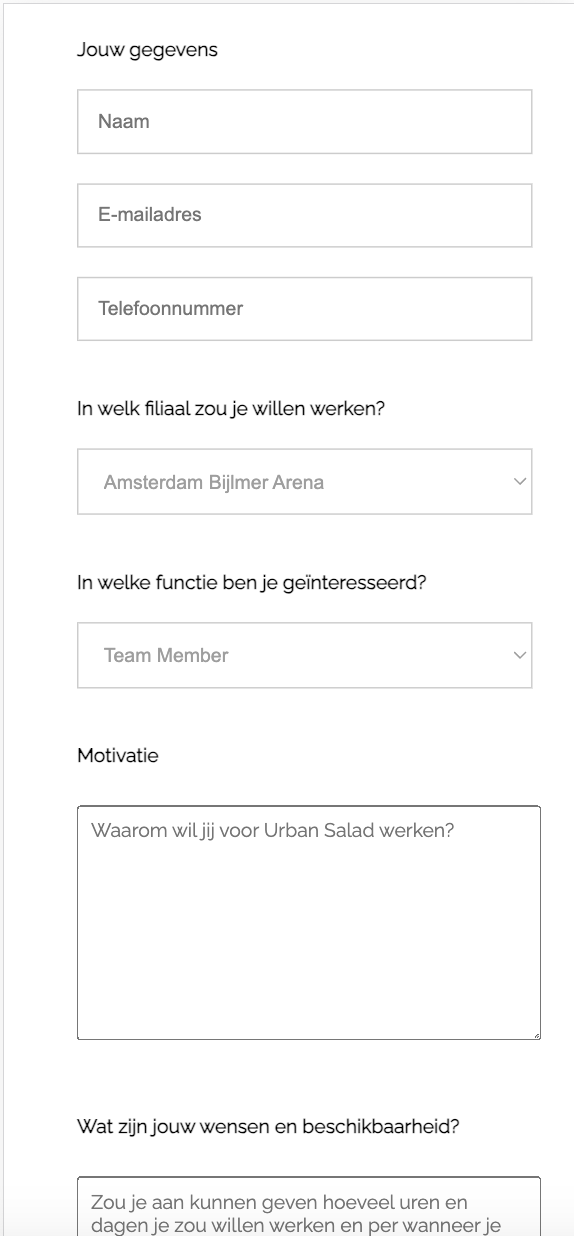 Jouw gegevens
Naam
E-mailadres
Telefoonnummer
In welk filiaal zou je willen werken?
Amsterdam Bijlmer Arena
In welke functie ben je geïnteresseerd?
Team Member
Motivatie
Waarom wil jij voor Urban Salad werken?
Wat zijn jouw wensen en beschikbaarheid?
Zou je aan kunnen geven hoeveel uren en
dagen je zou willen werken en per wanneer je